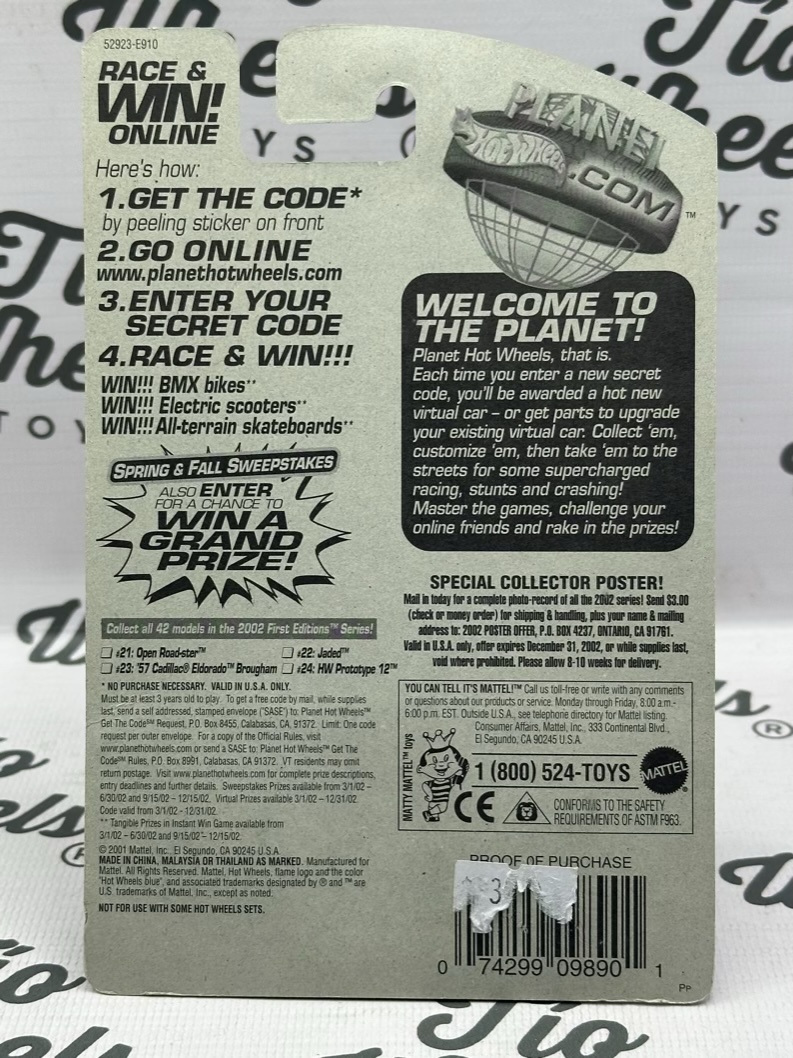 52923-E910
RACE &
WIN!
ONLINE
Here's how:
1.GET THE CODE*
by peeling sticker on front
2.GO ONLINE
www.planethotwheels.com
3.ENTER YOUR
SECRET CODE
4.RACE & WIN!!!
WIN!!! BMX bikes**
WIN!!! Electric scooters**
WIN!!! All-terrain skateboards**
SPRING & FALL SWEEPSTAKES
ALSO ENTER
FOR A CHANCE TO
WIN A
GRAND
PRIZE!
Collect all 42 models in the 2002 First Editions™ Series!
#21: Open Road-ster™
#22: Jaded™
#23: '57 Cadillac® Eldorado™ Brougham
#24: HW Prototype 12™
* NO PURCHASE NECESSARY. VALID IN U.S.A. ONLY.
Must be at least 3 years old to play. To get a free code by mail, while supplies
last, send a self addressed, stamped envelope ("SASE") to: Planet Hot Wheels™
Get The Code℠ Request, P.O. Box 8455, Calabasas, CA. 91372. Limit: One code
request per outer envelope. For a copy of the Official Rules, visit
www.planethotwheels.com or send a SASE to: Planet Hot Wheels™ Get The
Code℠ Rules, P.O. Box 8991, Calabasas, CA 91372. VT residents may omit
return postage. Visit www.planethotwheels.com for complete prize descriptions,
entry deadlines and further details. Sweepstakes Prizes available from 3/1/02 –
6/30/02 and 9/15/02 - 12/15/02. Virtual Prizes available 3/1/02 – 12/31/02.
Code valid from 3/1/02 - 12/31/02.
** Tangible Prizes in Instant Win Game available from
3/1/02 – 6/30/02 and 9/15/02 – 12/15/02.
© 2001 Mattel, Inc., El Segundo, CA 90245 U.S.A.
MADE IN CHINA, MALAYSIA OR THAILAND AS MARKED. Manufactured for
Mattel. All Rights Reserved. Mattel, Hot Wheels, flame logo and the color
"Hot Wheels blue", and associated trademarks designated by ® and ™ are
U.S. trademarks of Mattel, Inc., except as noted.
NOT FOR USE WITH SOME HOT WHEELS SETS.
PLANET
HOT WHEELS
.COM
™
WELCOME TO
THE PLANET!
Planet Hot Wheels, that is.
Each time you enter a new secret
code, you'll be awarded a hot new
virtual car – or get parts to upgrade
your existing virtual car. Collect 'em,
customize 'em, then take 'em to the
streets for some supercharged
racing, stunts and crashing!
Master the games, challenge your
online friends and rake in the prizes!
SPECIAL COLLECTOR POSTER!
Mail in today for a complete photo-record of all the 2002 series! Send $3.00
(check or money order) for shipping & handling, plus your name & mailing
address to: 2002 POSTER OFFER, P.O. BOX 4237, ONTARIO, CA 91761.
Valid in U.S.A. only, offer expires December 31, 2002, or while supplies last,
void where prohibited. Please allow 8-10 weeks for delivery.
YOU CAN TELL IT'S MATTEL!™ Call us toll-free or write with any comments
or questions about our products or service. Monday through Friday, 8:00 a.m.-
6:00 p.m. EST. Outside U.S.A., see telephone directory for Mattel listing.
Consumer Affairs, Mattel, Inc., 333 Continental Blvd.,
El Segundo, CA 90245 U.S.A.
MATTY MATTEL™ toys
1 (800) 524-TOYS
MATTEL
CE
CONFORMS TO THE SAFETY
REQUIREMENTS OF ASTM F963.
PROOF OF PURCHASE
3
0 74299 09890 1
PP